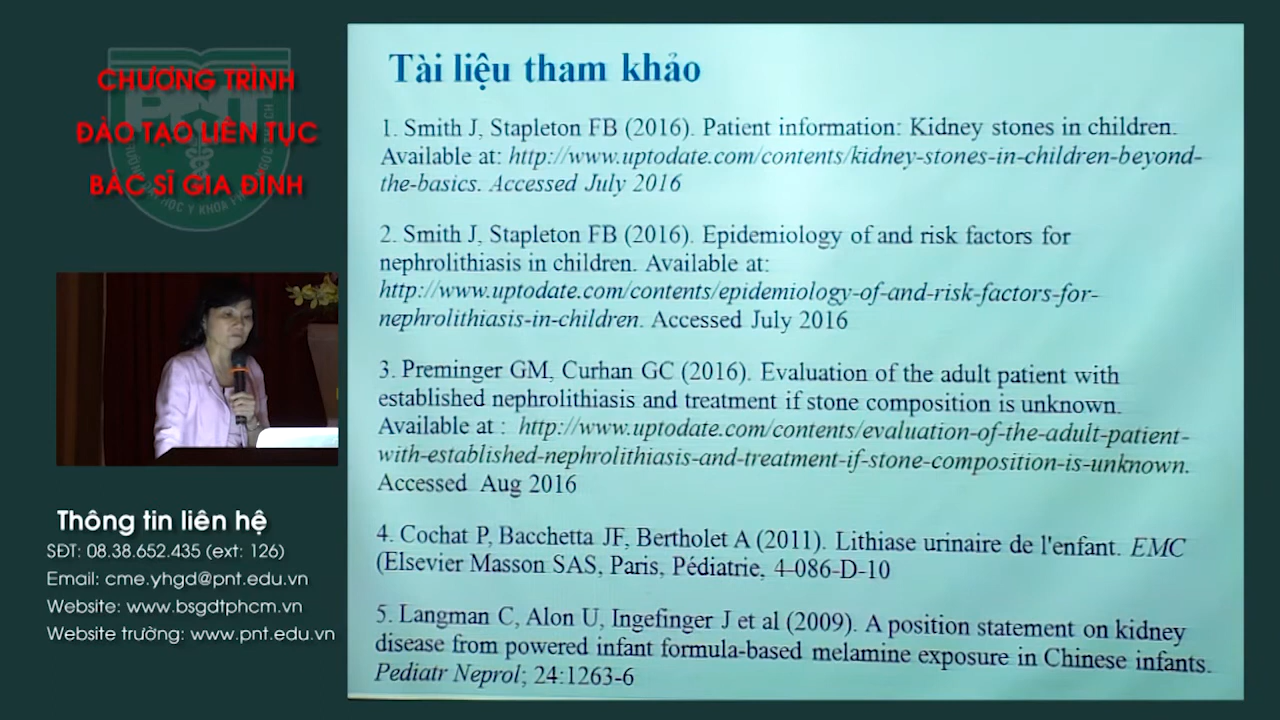 CHƯƠNG TRÌNH
ĐÀO TẠO LIÊN TỤC
BÁC SĨ GIA ĐÌNH
PNT
Thông tin liên hệ
SĐT: 08.38.652.435 (ext: 126)
Email: cme.yhgd@pnt.edu.vn
Website: www.bsgdtphcm.vn
Website trường: www.pnt.edu.vn
Tài liệu tham khảo
1. Smith J, Stapleton FB (2016). Patient information: Kidney stones in children.
Available at: http://www.uptodate.com/contents/kidney-stones-in-children-beyond-
the-basics. Accessed July 2016
2. Smith J, Stapleton FB (2016). Epidemiology of and risk factors for
nephrolithiasis in children. Available at:
http://www.uptodate.com/contents/epidemiology-of-and-risk-factors-for-
nephrolithiasis-in-children. Accessed July 2016
3. Preminger GM, Curhan GC (2016). Evaluation of the adult patient with
established nephrolithiasis and treatment if stone composition is unknown.
Available at : http://www.uptodate.com/contents/evaluation-of-the-adult-patient-
with-established-nephrolithiasis-and-treatment-if-stone-composition-is-unknown.
Accessed Aug 2016
4. Cochat P, Bacchetta JF, Bertholet A (2011). Lithiase urinaire de l'enfant. EMC
(Elsevier Masson SAS, Paris, Pédiatrie, 4-086-D-10
5. Langman C, Alon U, Ingefinger J et al (2009). A position statement on kidney
disease from powered infant formula-based melamine exposure in Chinese infants.
Pediatr Neprol; 24:1263-6